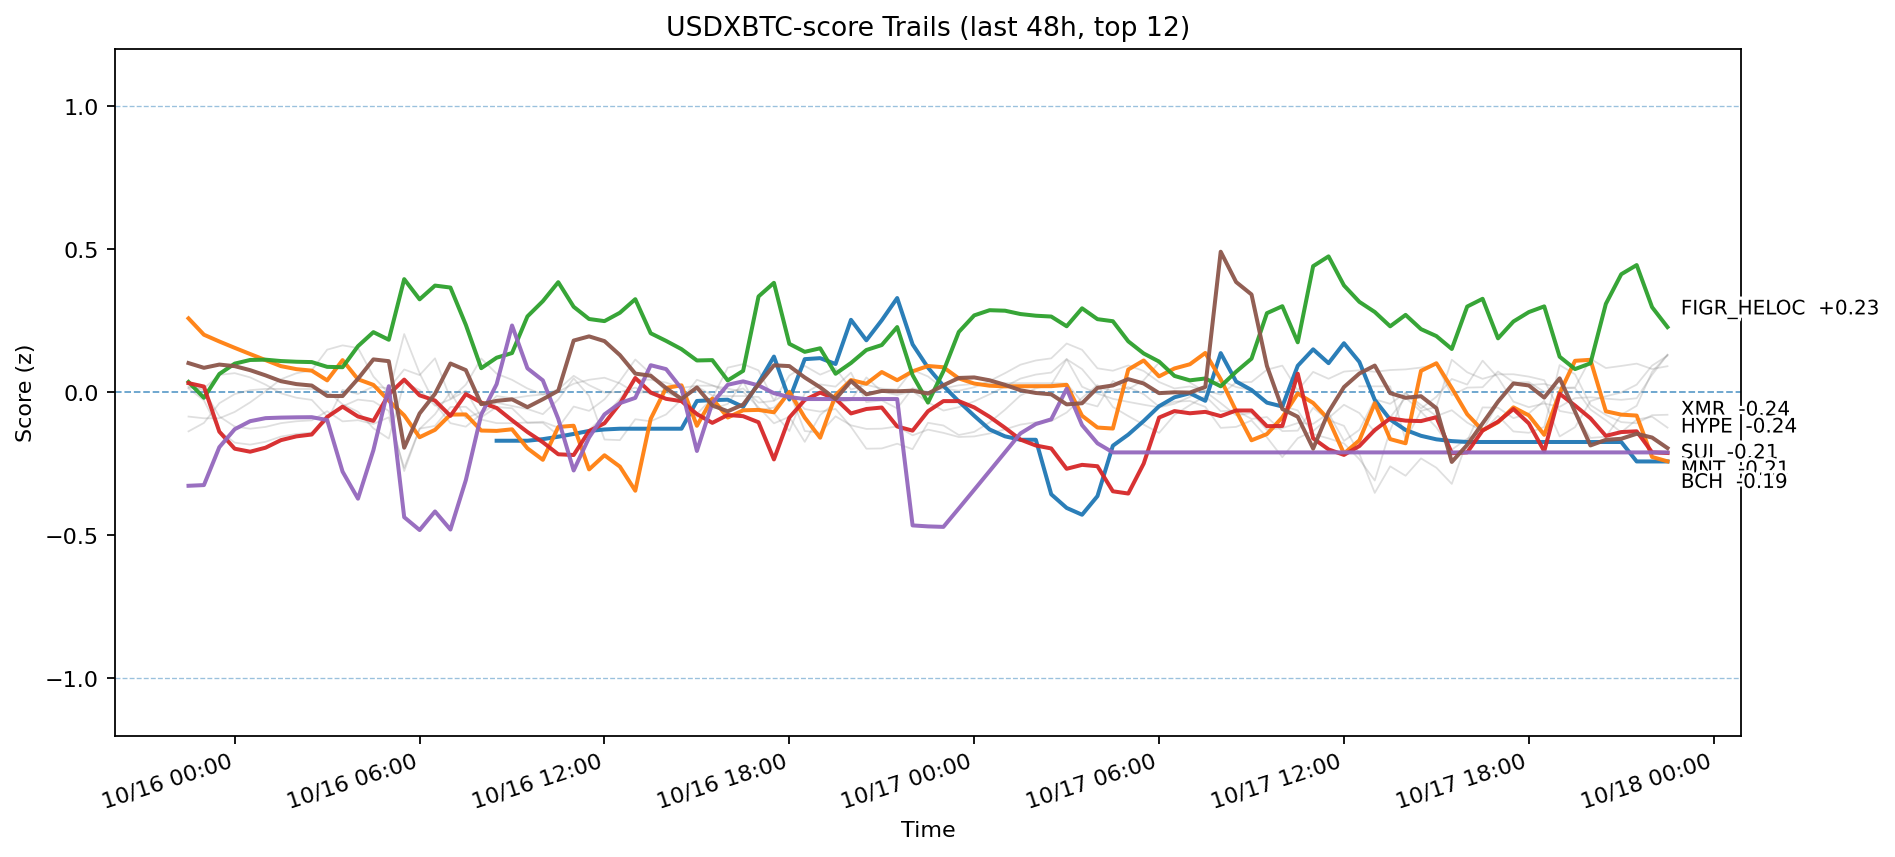 USDXBTC-score Trails (last 48h, top 12)
Score (z)
1.0
0.5
0.0
−0.5
−1.0
FIGR_HELOC +0.23
XMR -0.24
HYPE -0.24
SUI -0.21
MNT -0.21
BCH -0.19
10/16 00:00
10/16 06:00
10/16 12:00
10/16 18:00
10/17 00:00
10/17 06:00
10/17 12:00
10/17 18:00
10/18 00:00
Time